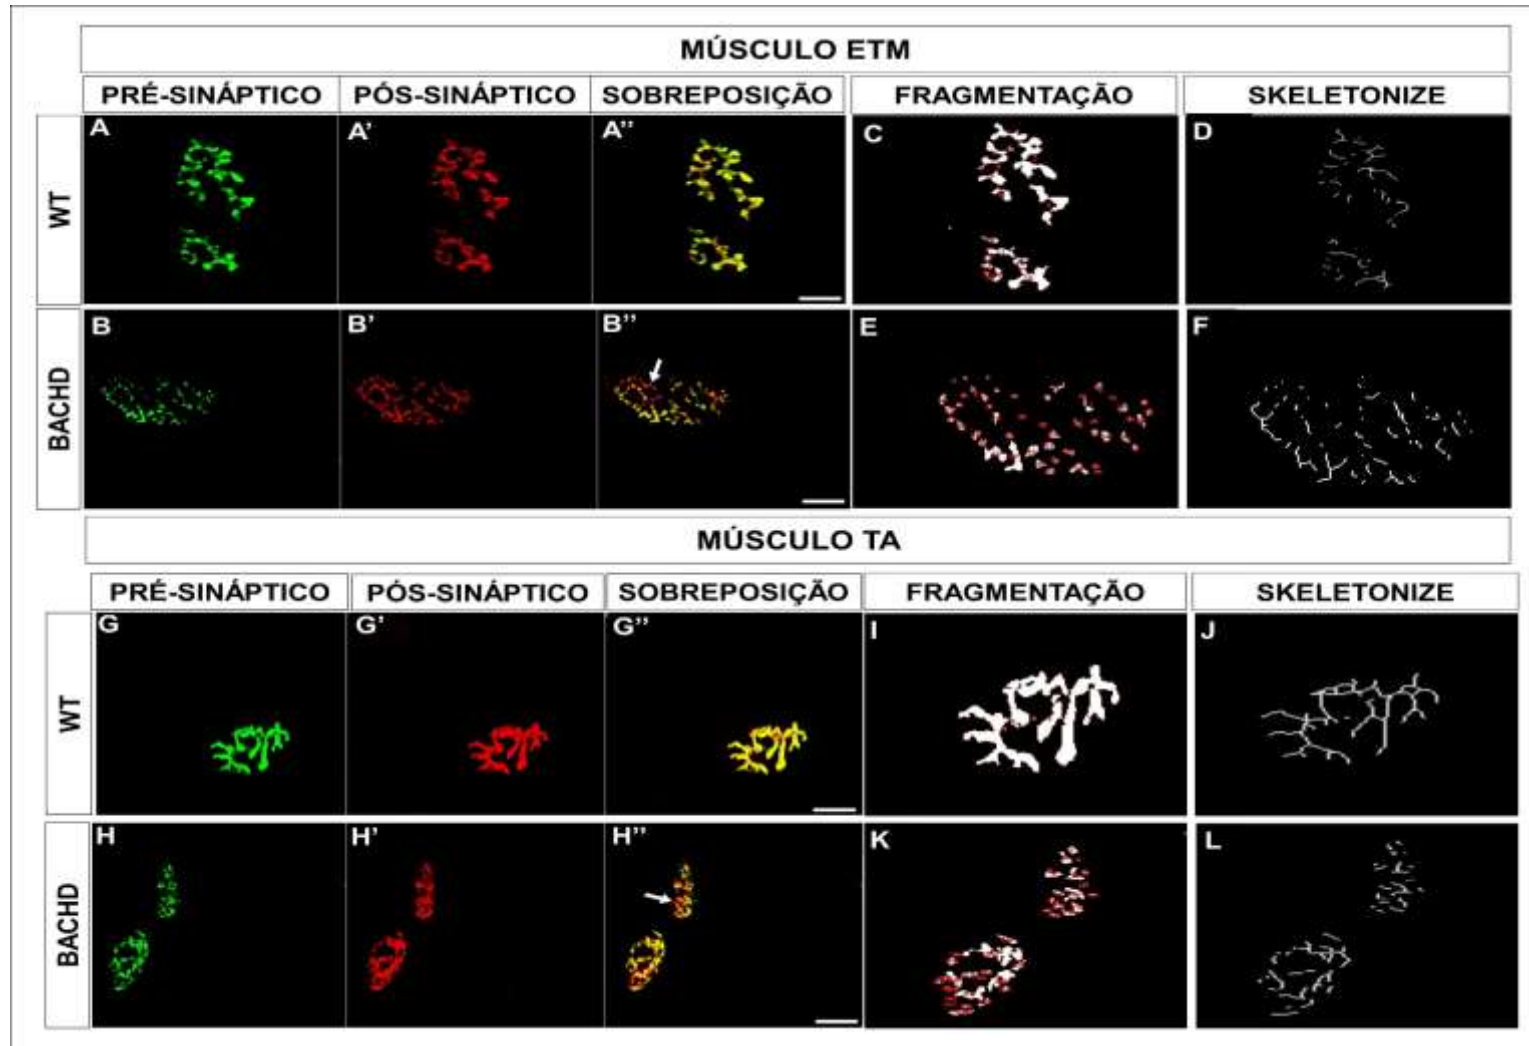 MÚSCULO ETM
PRÉ-SINÁPTICO PÓS-SINÁPTICO SOBREPOSIÇÃO FRAGMENTAÇÃO SKELETONIZE
WT
A A' A'' C D
BACHD
B B' B'' E F
MÚSCULO TA
PRÉ-SINÁPTICO PÓS-SINÁPTICO SOBREPOSIÇÃO FRAGMENTAÇÃO SKELETONIZE
WT
G G' G'' I J
BACHD
H H' H'' K L